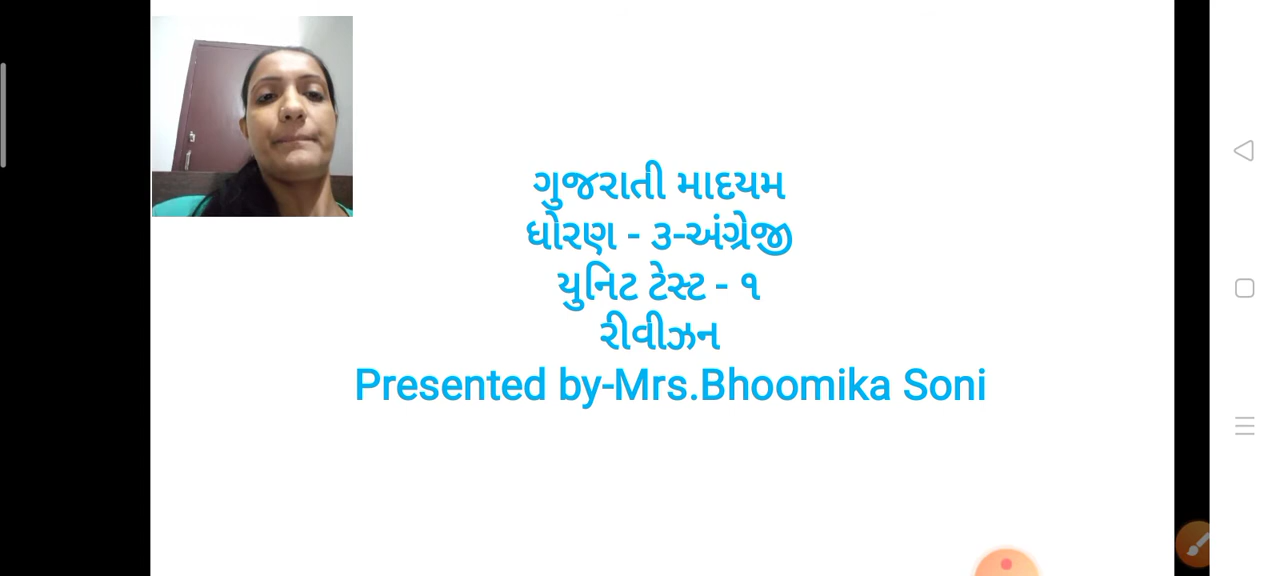 ગુજરાતી માદયમ
ધોરણ - ૩-અંગ્રેજી
યુનિટ ટેસ્ટ - ૧
રીવીઝન
Presented by-Mrs.Bhoomika Soni